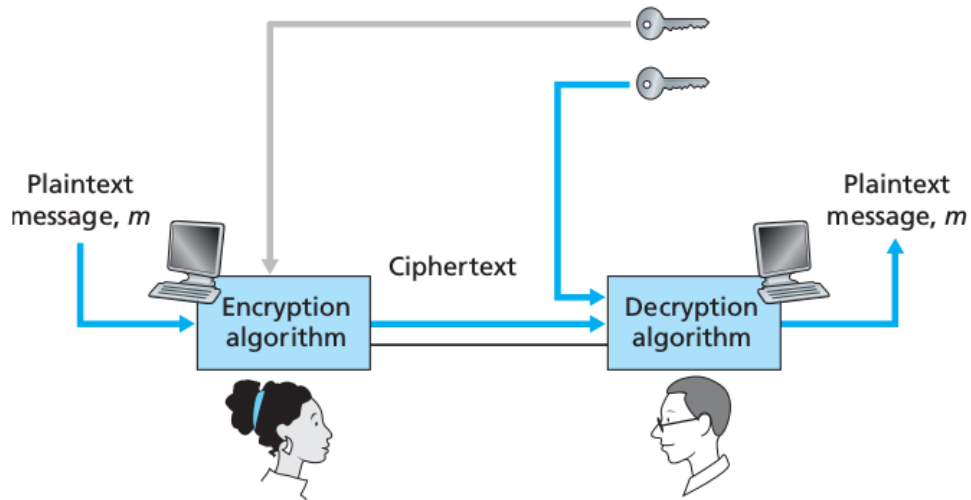 Plaintext
message, m
Ciphertext
Encryption
algorithm
Decryption
algorithm
Plaintext
message, m